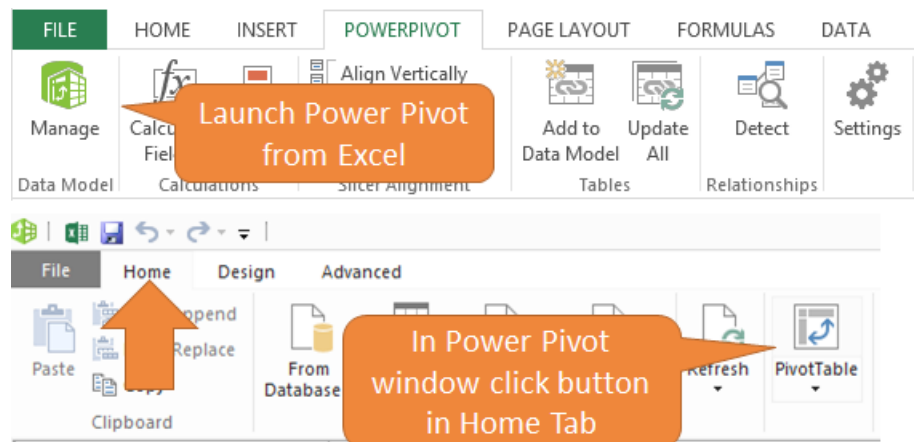 FILE HOME INSERT POWERPIVOT PAGE LAYOUT FORMULAS DATA
Align Vertically
Launch Power Pivot
from Excel
Manage
Add to
Data Model
Update
All
Detect
Settings
Data Model
Calculations
Slicer Alignment
Tables
Relationships
File Home Design Advanced
Replace
Paste
From
Database
Refresh
PivotTable
Clipboard
In Power Pivot
window click button
in Home Tab